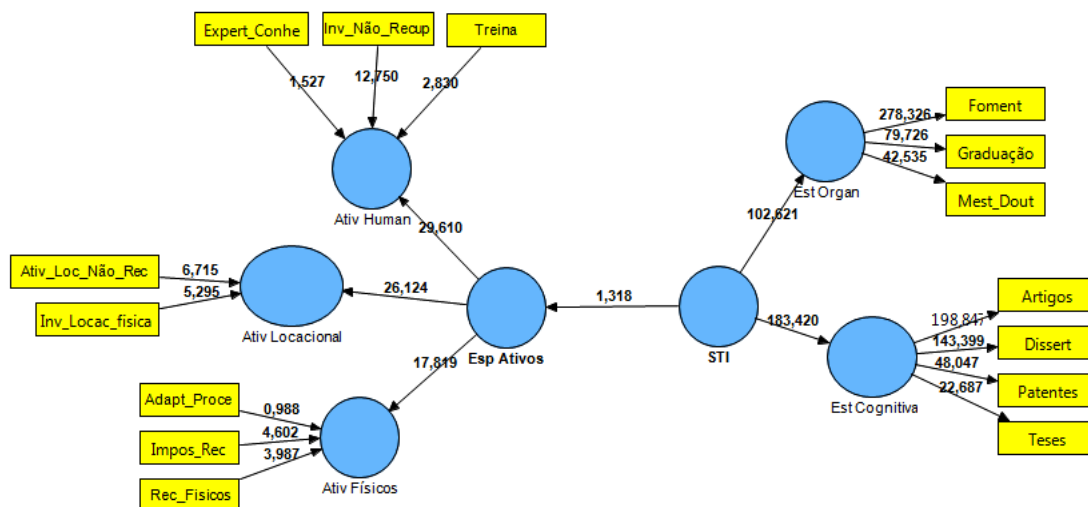 Expert_Conhe
Inv_Não_Recup
Treina
1,527
12,750
2,830
Ativ Human
29,610
Ativ_Loc_Não_Rec
6,715
Inv_Locac_fisica
5,295
Ativ Locacional
26,124
Esp Ativos
17,819
Adapt_Proce
0,988
Impos_Rec
4,602
Rec_Fisicos
3,987
Ativ Físicos
1,318
STI
102,621
Est Organ
278,326
Foment
79,726
Graduação
42,535
Mest_Dout
183,420
Est Cognitiva
198,847
Artigos
143,399
Dissert
48,047
Patentes
22,687
Teses